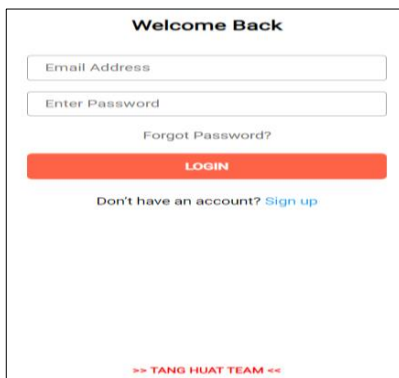 Welcome Back
Email Address
Enter Password
Forgot Password?
LOGIN
Don't have an account? Sign up
>> TANG HUAT TEAM <<